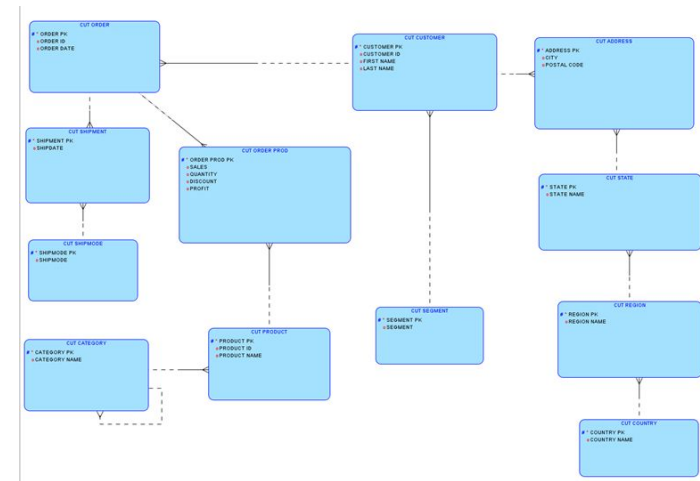 CUT ORDER
# * ORDER PK
o ORDER ID
o ORDER DATE
CUT CUSTOMER
# * CUSTOMER PK
o CUSTOMER ID
o FIRST NAME
o LAST NAME
CUT ADDRESS
# * ADDRESS PK
o CITY
o POSTAL CODE
CUT SHIPMENT
# * SHIPMENT PK
o SHIPDATE
CUT ORDER PROD
# * ORDER PROD PK
o SALES
o QUANTITY
o DISCOUNT
o PROFIT
CUT STATE
# * STATE PK
o STATE NAME
CUT SHIPMODE
# * SHIPMODE PK
o SHIPMODE
CUT SEGMENT
# * SEGMENT PK
o SEGMENT
CUT REGION
# * REGION PK
o REGION NAME
CUT CATEGORY
# * CATEGORY PK
o CATEGORY NAME
CUT PRODUCT
# * PRODUCT PK
o PRODUCT ID
o PRODUCT NAME
CUT COUNTRY
# * COUNTRY PK
o COUNTRY NAME